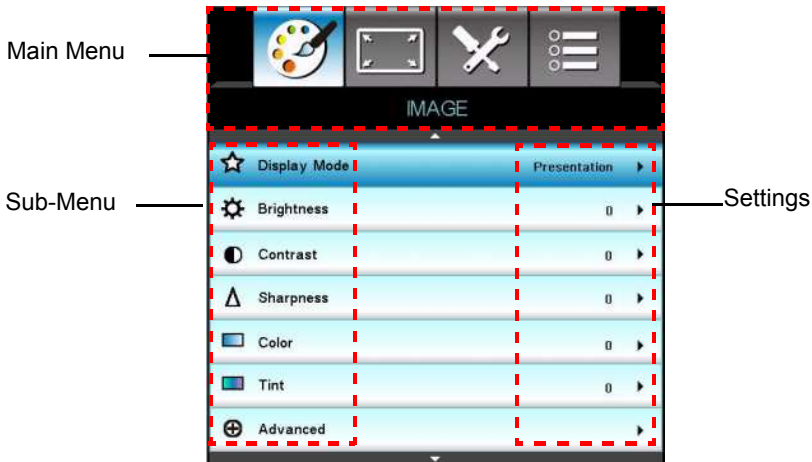 Main Menu
IMAGE
Display Mode Presentation
Sub-Menu
Brightness 0
Settings
Contrast 0
Sharpness 0
Color 0
Tint 0
Advanced